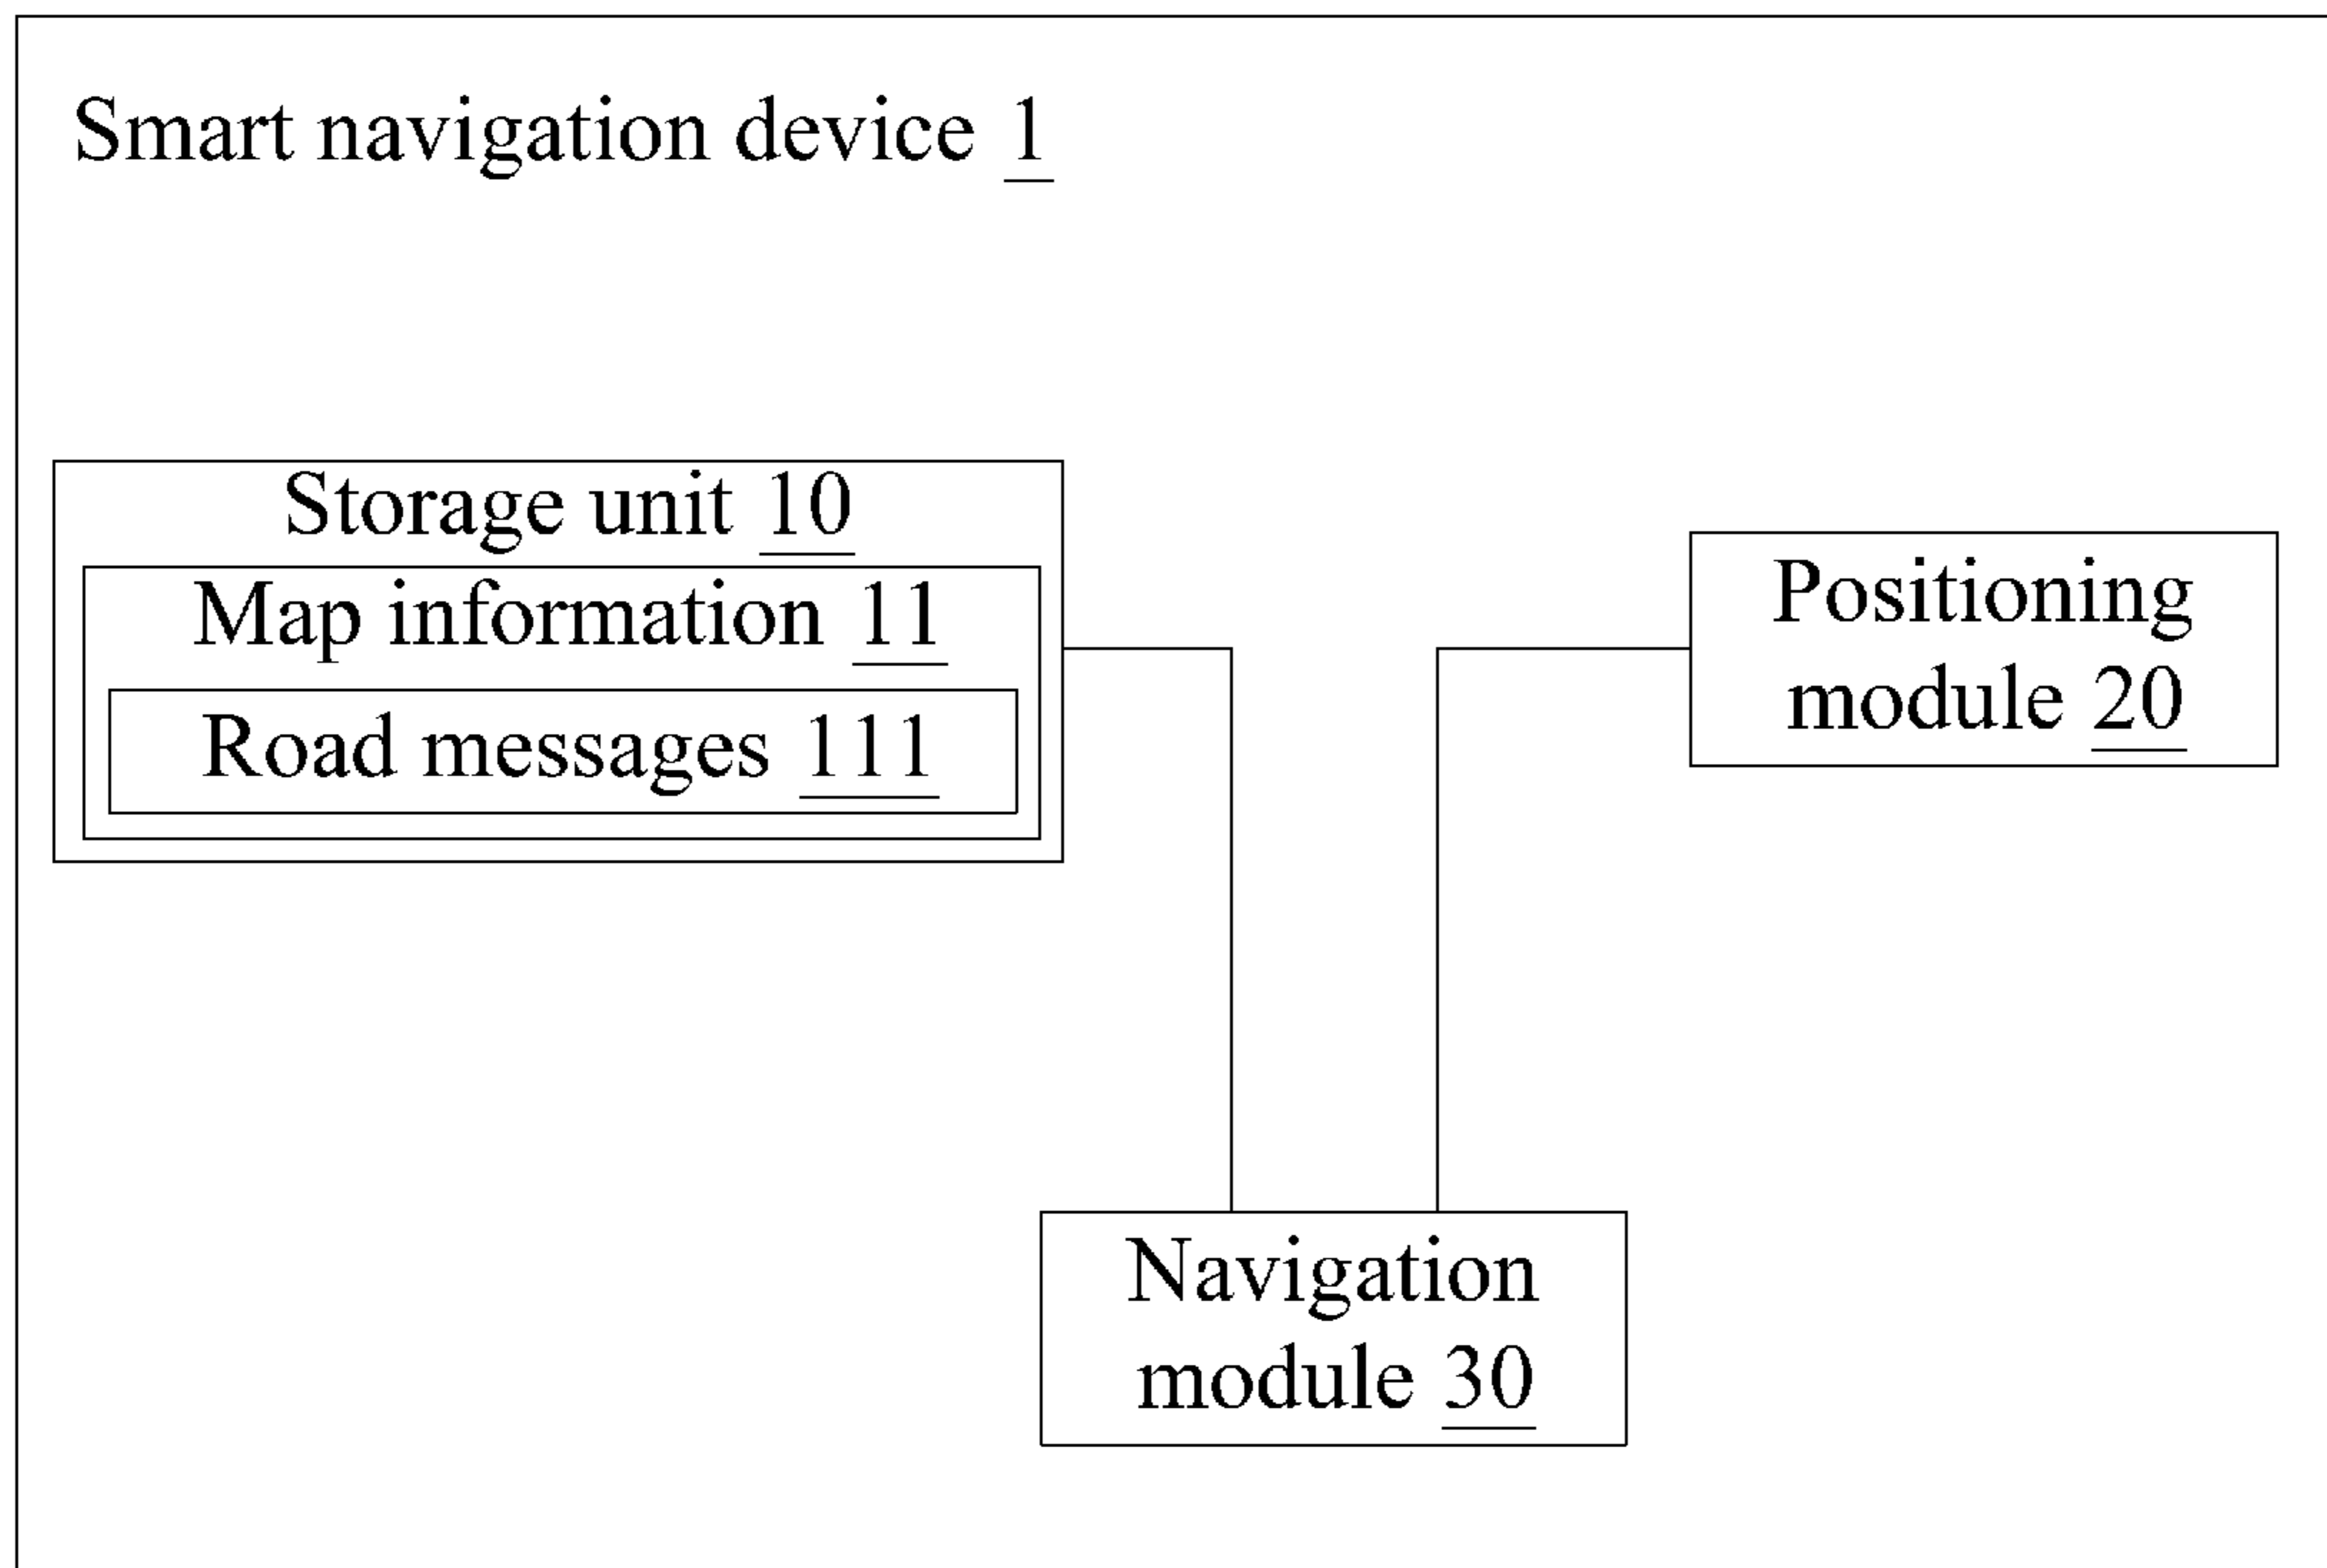 Smart navigation device 1
Storage unit 10
Map information 11
Road messages 111
Positioning
module 20
Navigation
module 30